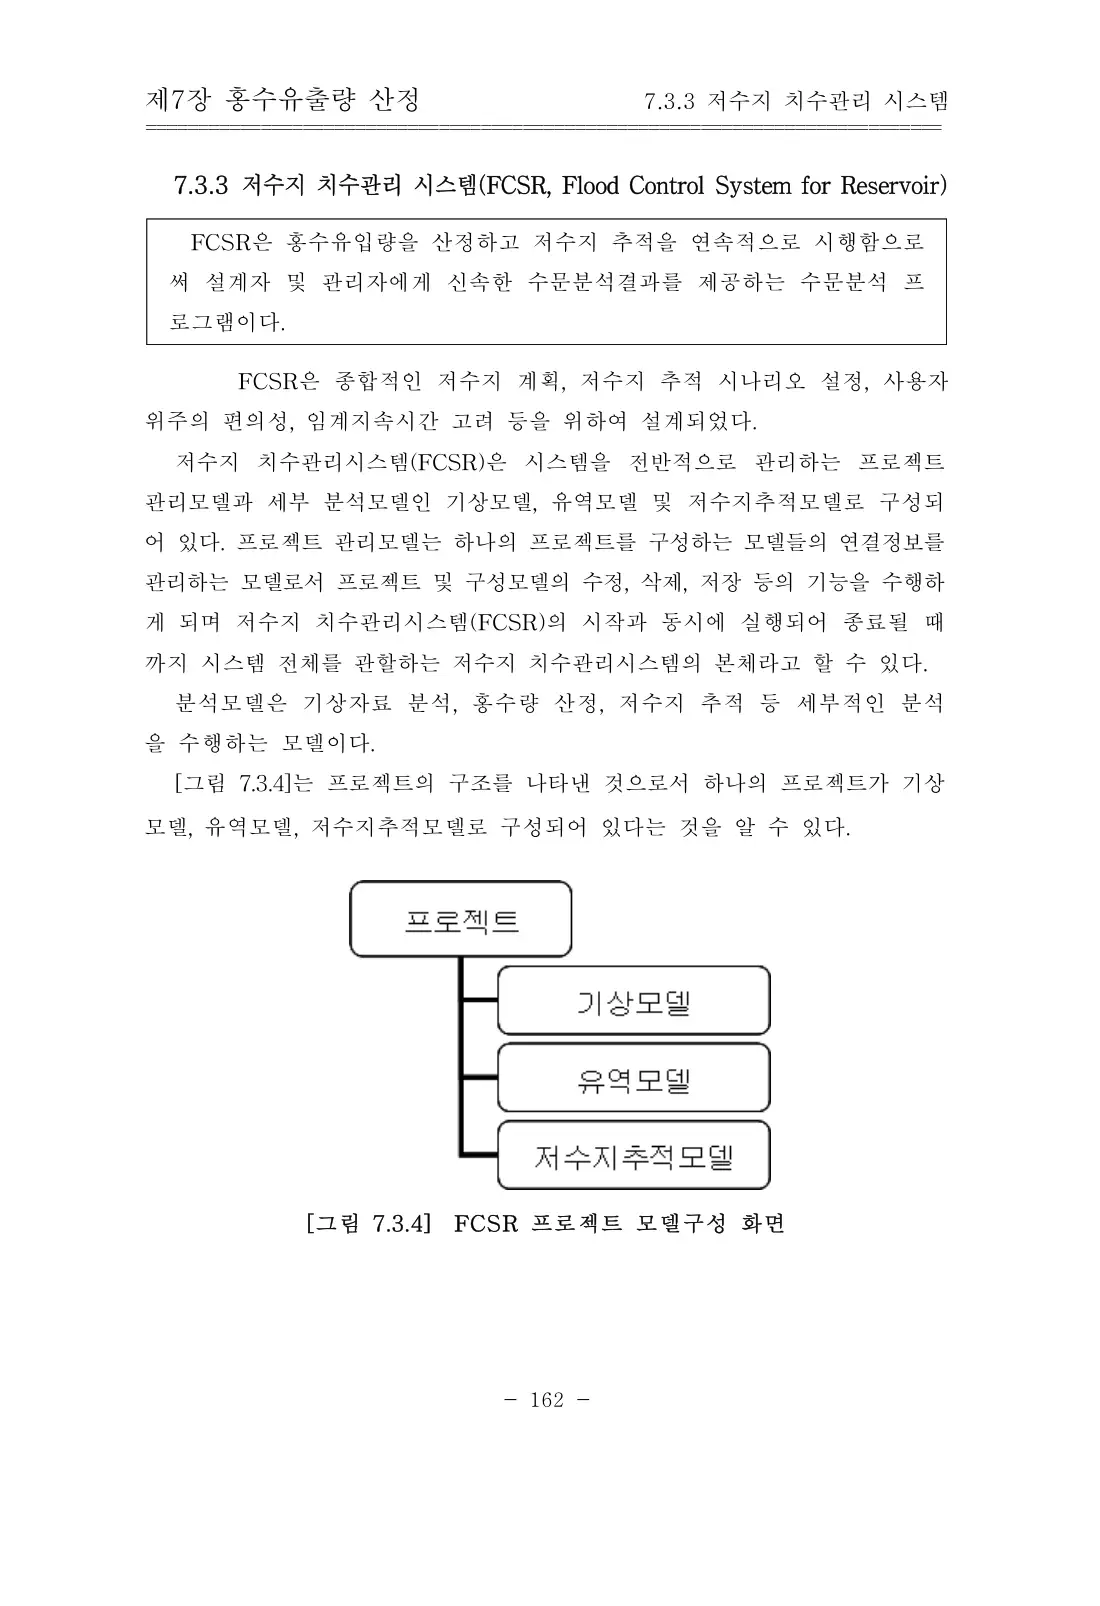 제7장 홍수유출량 산정
7.3.3 저수지 치수관리 시스템
7.3.3 저수지 치수관리 시스템(FCSR, Flood Control System for Reservoir)
FCSR은 홍수유입량을 산정하고 저수지 추적을 연속적으로 시행함으로
써 설계자 및 관리자에게 신속한 수문분석결과를 제공하는 수문분석 프
로그램이다.
FCSR은 종합적인 저수지 계획, 저수지 추적 시나리오 설정, 사용자
위주의 편의성, 임계지속시간 고려 등을 위하여 설계되었다.
저수지 치수관리시스템(FCSR)은 시스템을 전반적으로 관리하는 프로젝트
관리모델과 세부 분석모델인 기상모델, 유역모델 및 저수지추적모델로 구성되
어 있다. 프로젝트 관리모델는 하나의 프로젝트를 구성하는 모델들의 연결정보를
관리하는 모델로서 프로젝트 및 구성모델의 수정, 삭제, 저장 등의 기능을 수행하
게 되며 저수지 치수관리시스템(FCSR)의 시작과 동시에 실행되어 종료될 때
까지 시스템 전체를 관할하는 저수지 치수관리시스템의 본체라고 할 수 있다.
분석모델은 기상자료 분석, 홍수량 산정, 저수지 추적 등 세부적인 분석
을 수행하는 모델이다.
[그림 7.3.4]는 프로젝트의 구조를 나타낸 것으로서 하나의 프로젝트가 기상
모델, 유역모델, 저수지추적모델로 구성되어 있다는 것을 알 수 있다.
프로젝트
기상모델
유역모델
저수지추적모델
[그림 7.3.4] FCSR 프로젝트 모델구성 화면
- 162 -